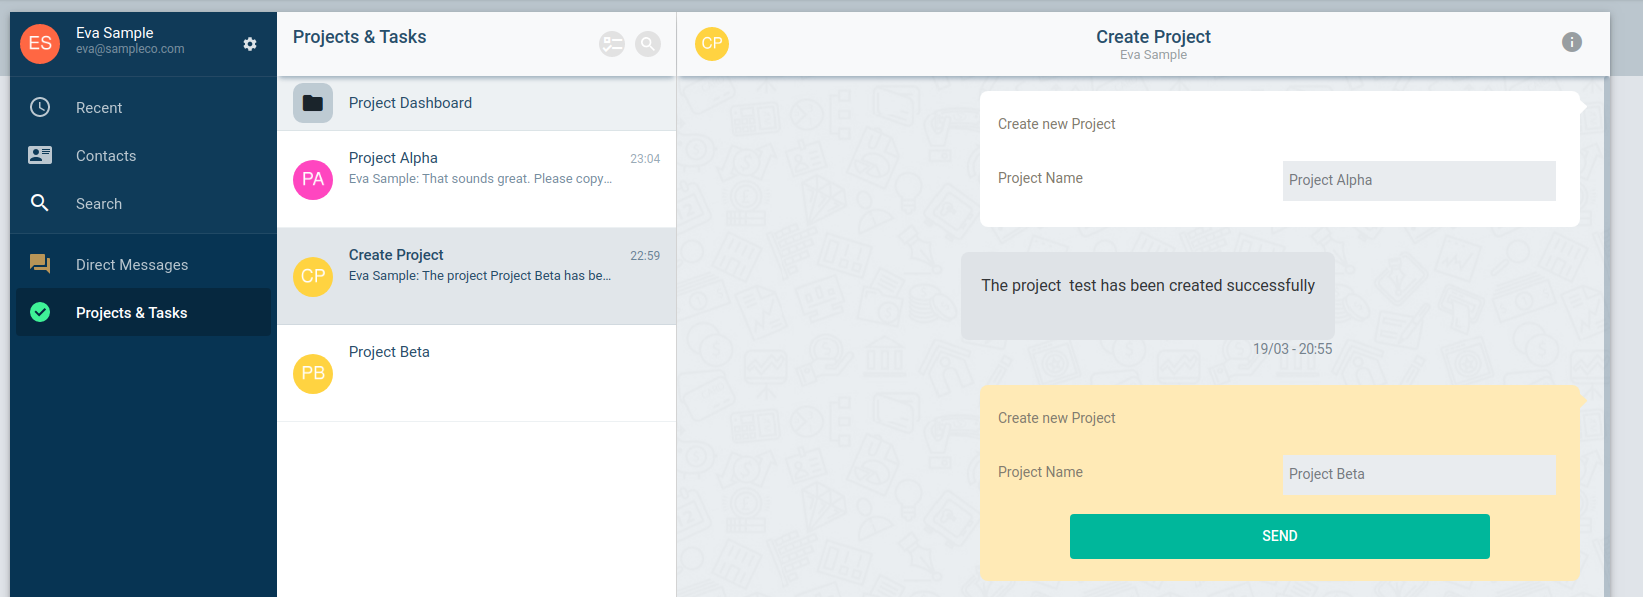 ES
Eva Sample
eva@sampleco.com
Recent
Contacts
Search
Direct Messages
Projects & Tasks
Projects & Tasks
Project Dashboard
PA
Project Alpha
23:04
Eva Sample: That sounds great. Please copy...
CP
Create Project
22:59
Eva Sample: The project Project Beta has be...
PB
Project Beta
CP
Create Project
Eva Sample
Create new Project
Project Name
Project Alpha
The project  test has been created successfully
19/03 - 20:55
Create new Project
Project Name
Project Beta
SEND